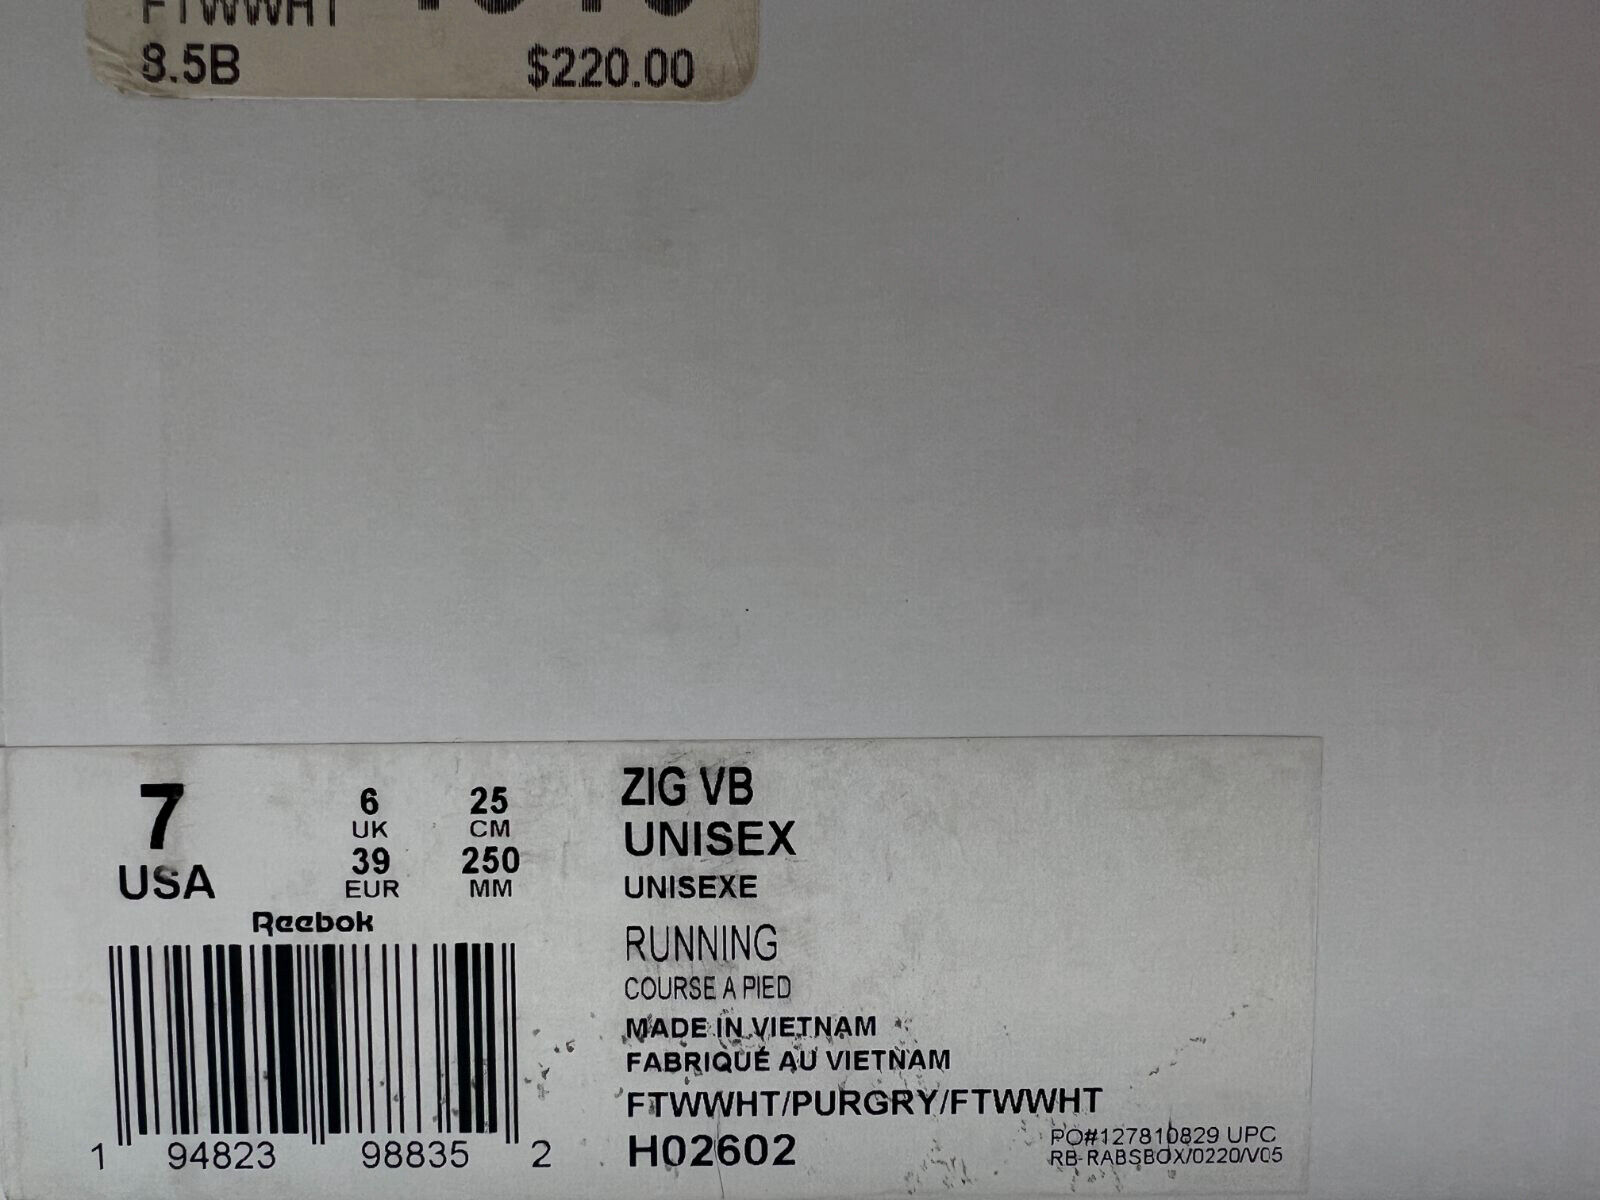 FTWWHT
8.5B $220.00
7 USA
6 UK 25 CM
39 EUR 250 MM
Reebok
1 94823 98835 2
ZIG VB
UNISEX
UNISEXE
RUNNING
COURSE A PIED
MADE IN VIETNAM
FABRIQUÉ AU VIETNAM
FTWWHT/PURGRY/FTWWHT
H02602
PO#127810829 UPC
RB-RABSBOX/0220/V05